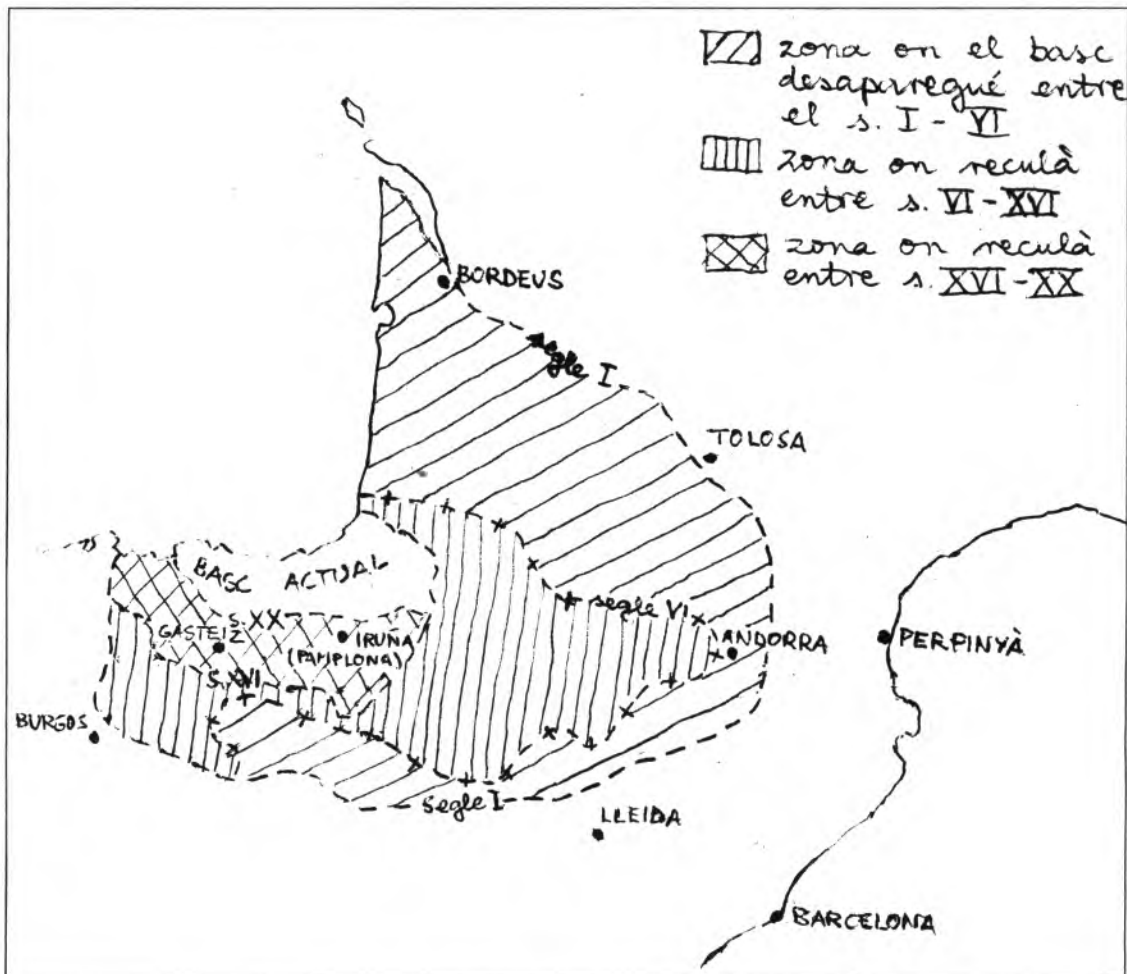 zona on el basc
desaparegué entre
el s. I - VI
zona on reculà
entre s. VI - XVI
zona on reculà
entre s. XVI - XX
BORDEUS
segle I
TOLOSA
BASC ACTUAL
segle VI
S. XX
GASTEIZ
IRUÑA
(PAMPLONA)
ANDORRA
PERPINYÀ
S. XVI
BURGOS
segle I
LLEIDA
BARCELONA